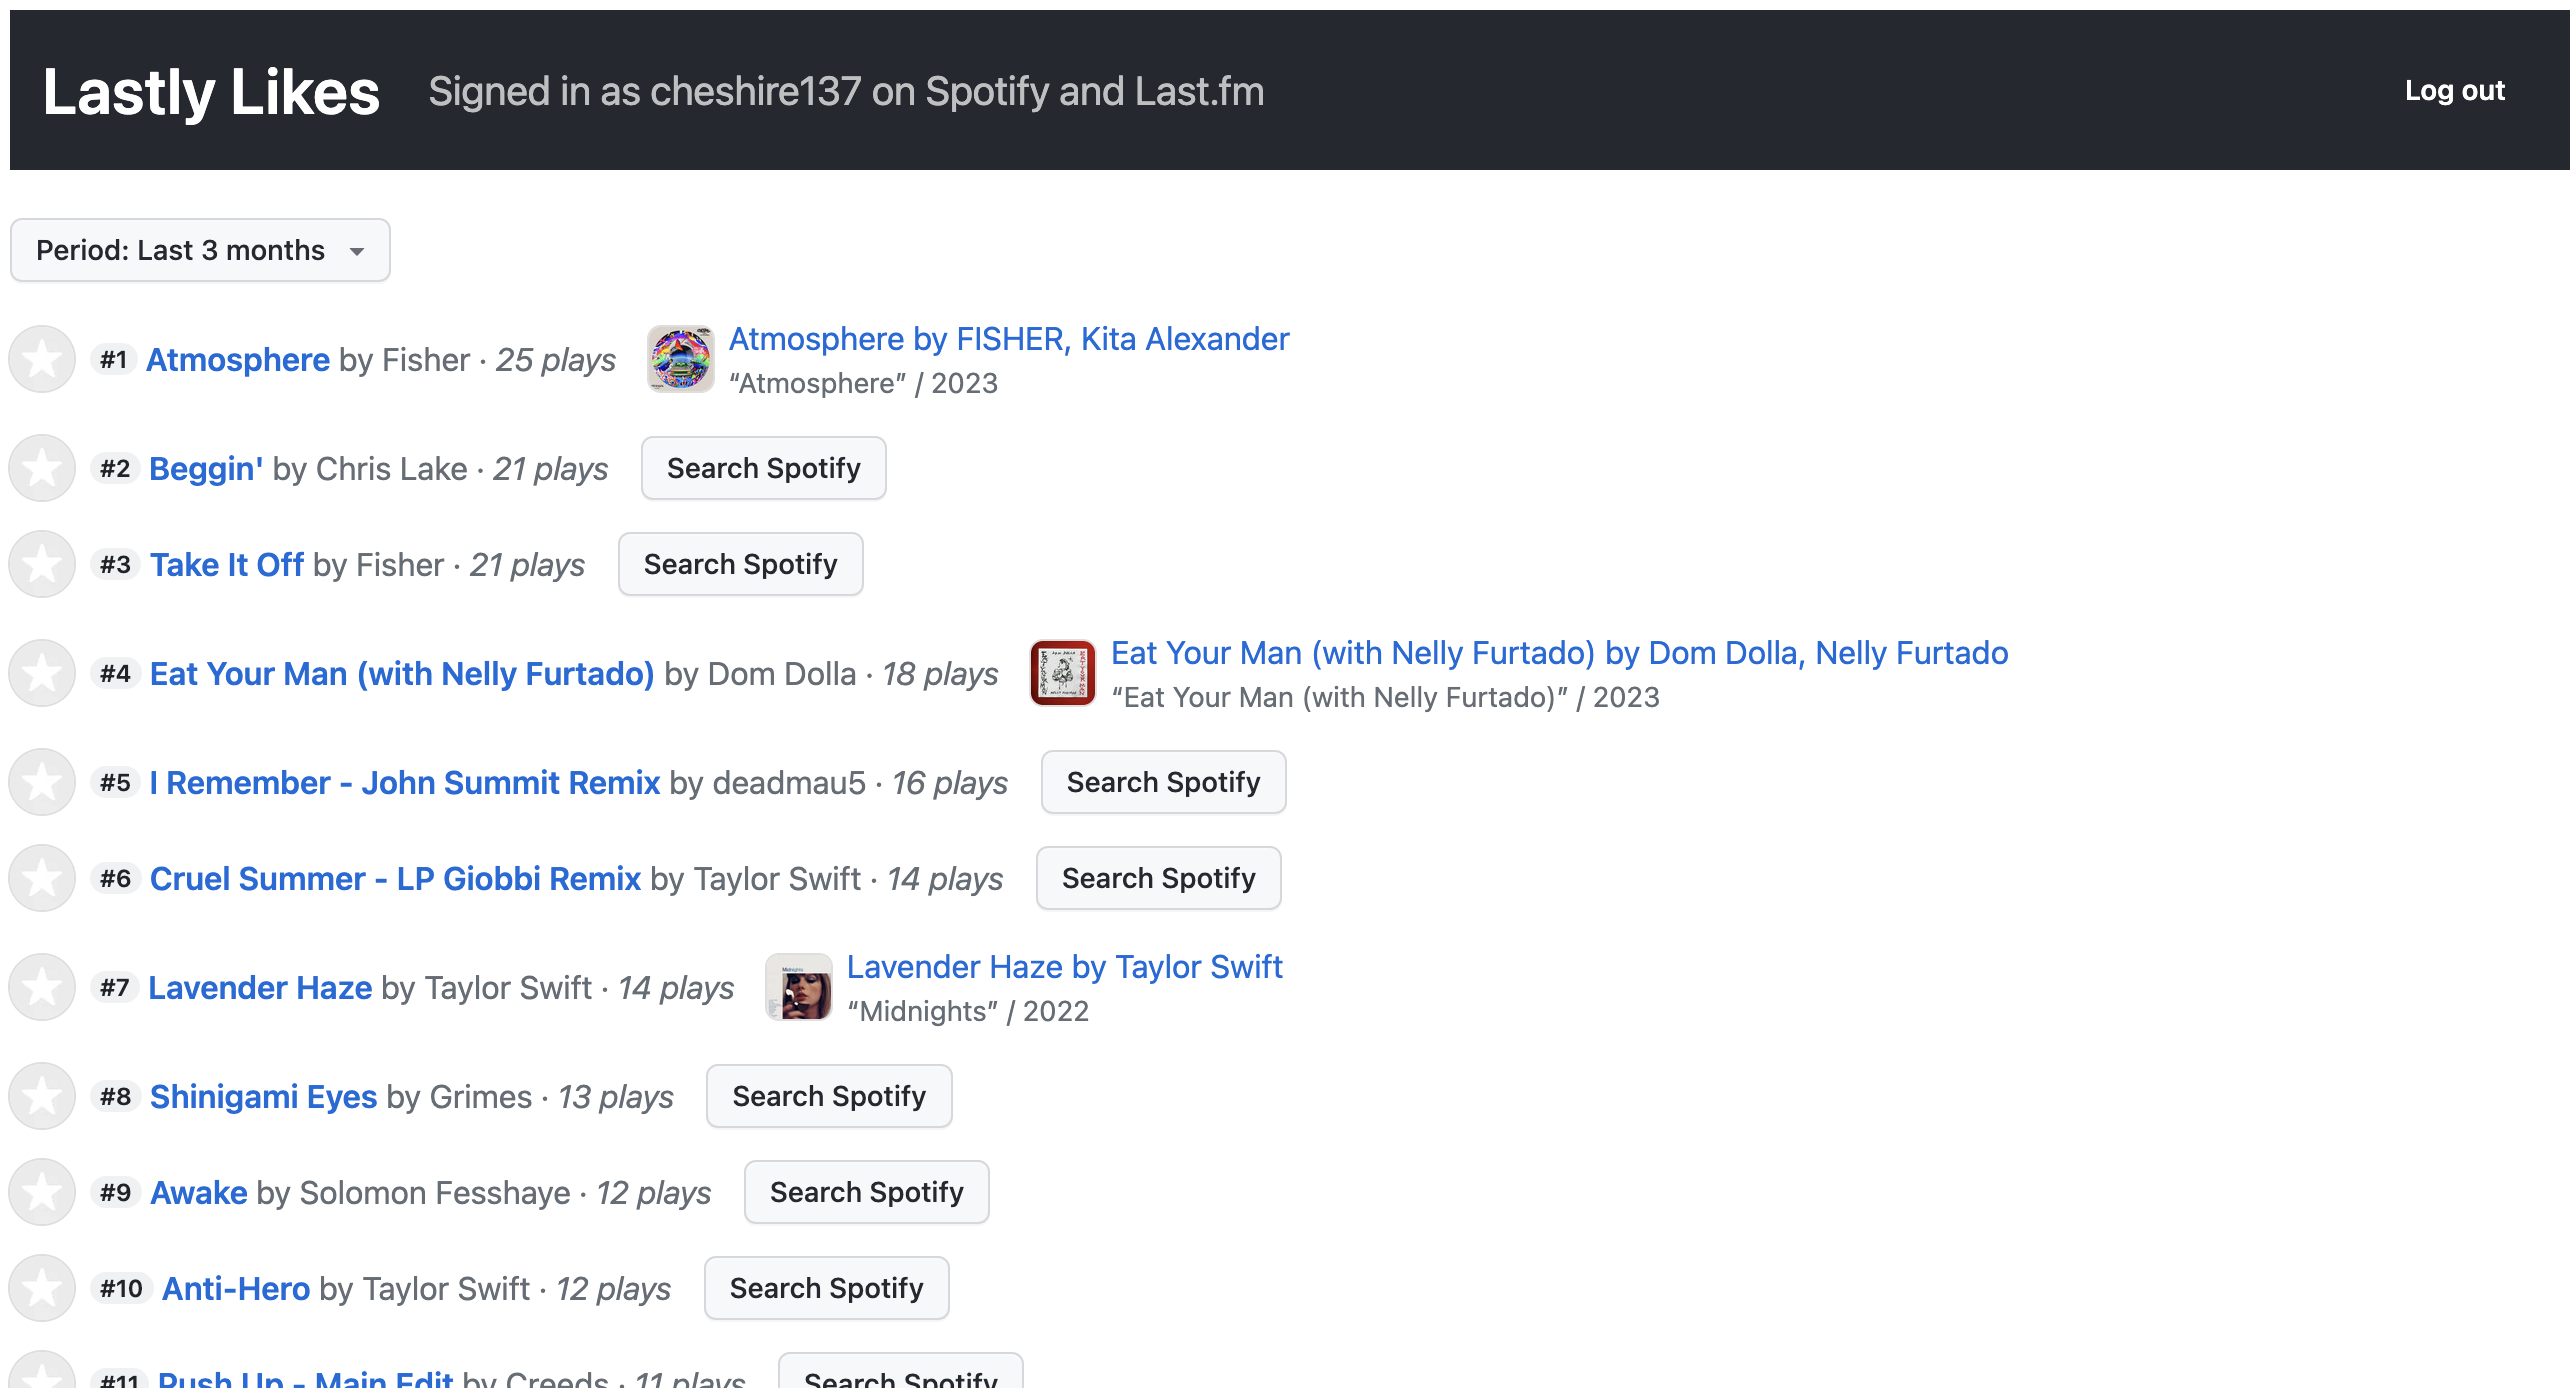 Lastly Likes Signed in as cheshire137 on Spotify and Last.fm Log out
Period: Last 3 months
#1 Atmosphere by Fisher · 25 plays
Atmosphere by FISHER, Kita Alexander
“Atmosphere” / 2023
#2 Beggin' by Chris Lake · 21 plays Search Spotify
#3 Take It Off by Fisher · 21 plays Search Spotify
#4 Eat Your Man (with Nelly Furtado) by Dom Dolla · 18 plays
Eat Your Man (with Nelly Furtado) by Dom Dolla, Nelly Furtado
“Eat Your Man (with Nelly Furtado)” / 2023
#5 I Remember - John Summit Remix by deadmau5 · 16 plays Search Spotify
#6 Cruel Summer - LP Giobbi Remix by Taylor Swift · 14 plays Search Spotify
#7 Lavender Haze by Taylor Swift · 14 plays
Lavender Haze by Taylor Swift
“Midnights” / 2022
#8 Shinigami Eyes by Grimes · 13 plays Search Spotify
#9 Awake by Solomon Fesshaye · 12 plays Search Spotify
#10 Anti-Hero by Taylor Swift · 12 plays Search Spotify
#11 Push Up - Main Edit by Creeds · 11 plays Search Spotify